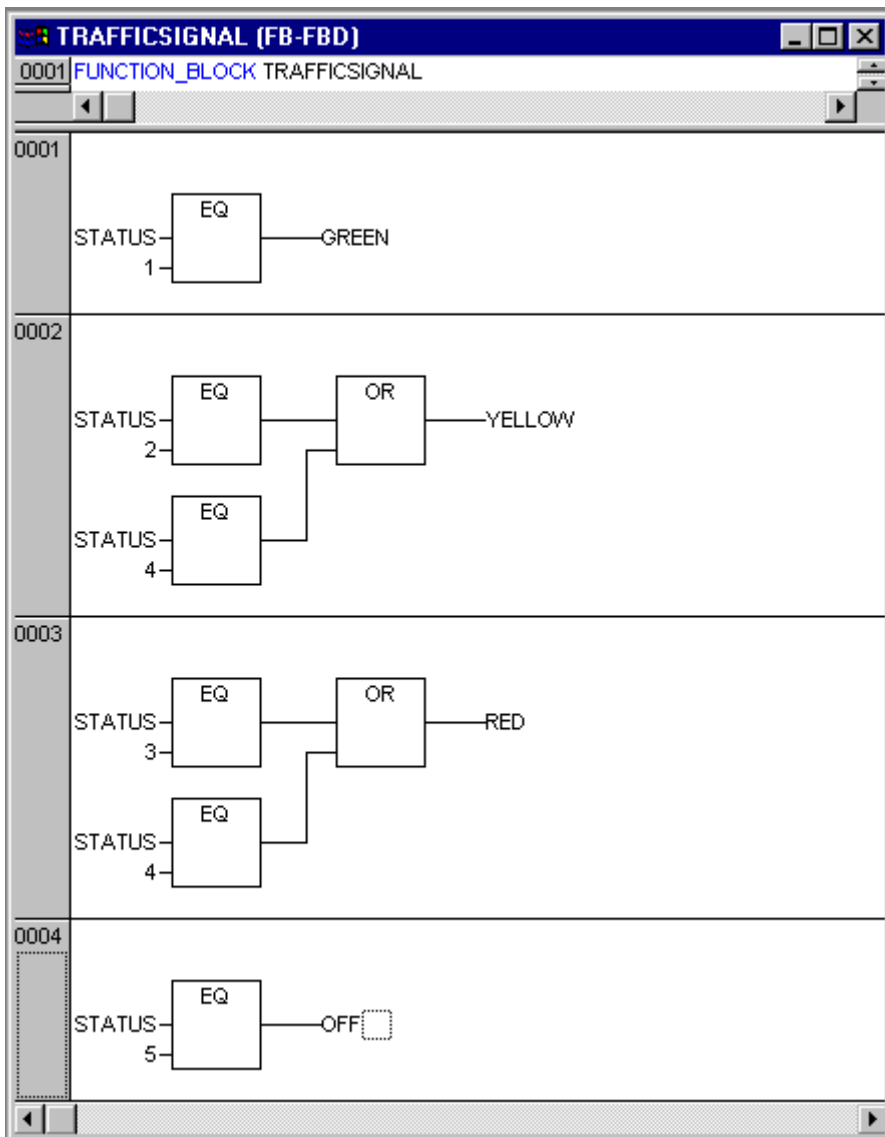 TRAFFICSIGNAL (FB-FBD)
0001 FUNCTION_BLOCK TRAFFICSIGNAL
0001
EQ
STATUS GREEN
1
0002
EQ OR
STATUS YELLOW
2
EQ
STATUS
4
0003
EQ OR
STATUS RED
3
EQ
STATUS
4
0004
EQ
STATUS OFF
5